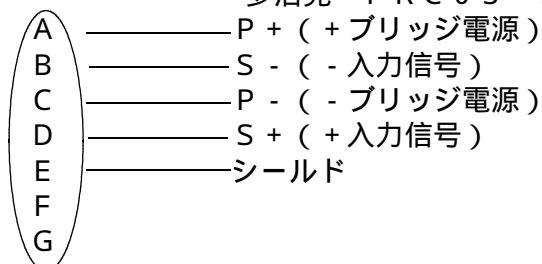 A P + ( + ブリッジ電源 )
B S - ( - 入力信号 )
C P - ( - ブリッジ電源 )
D S + ( + 入力信号 )
E シールド
F
G